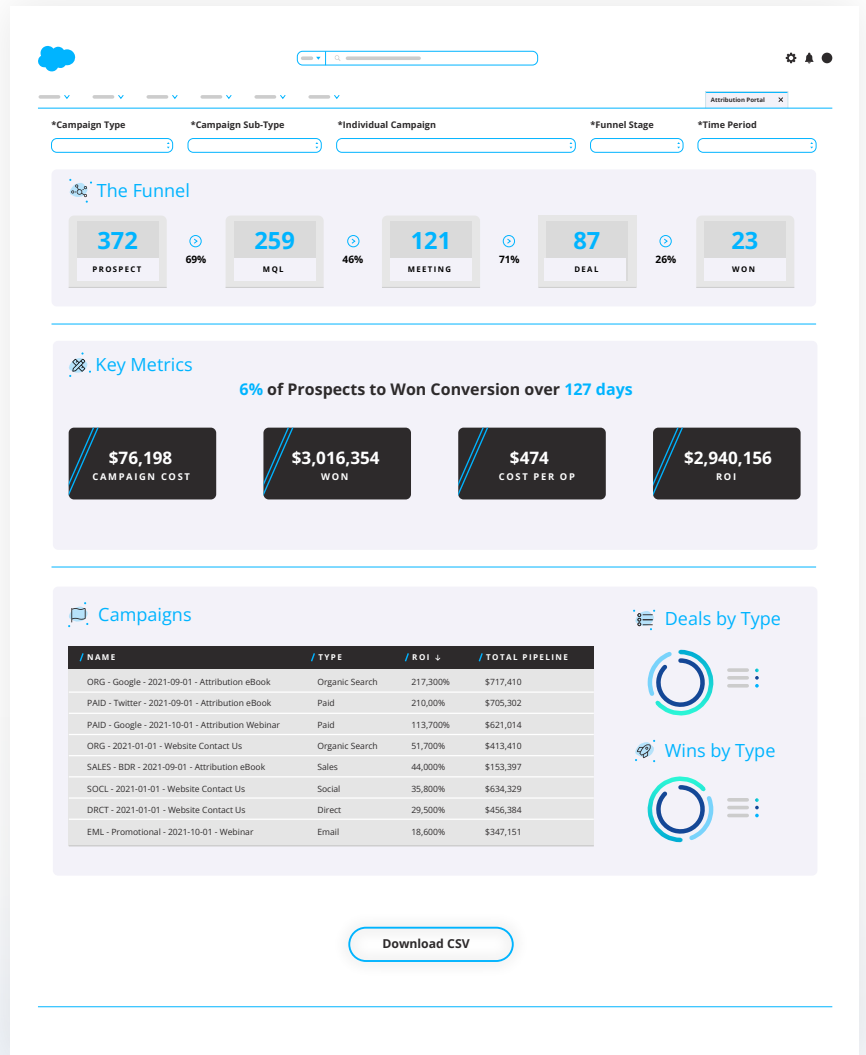 Attribution Portal ✕
*Campaign Type *Campaign Sub-Type *Individual Campaign *Funnel Stage *Time Period
The Funnel
372 259 121 87 23
69% 46% 71% 26%
PROSPECT MQL MEETING DEAL WON
Key Metrics
6% of Prospects to Won Conversion over 127 days
$76,198 $3,016,354 $474 $2,940,156
CAMPAIGN COST WON COST PER OP ROI
Campaigns
/ NAME / TYPE / ROI ↓ / TOTAL PIPELINE
ORG - Google - 2021-09-01 - Attribution eBook Organic Search 217,300% $717,410
PAID - Twitter - 2021-09-01 - Attribution eBook Paid 210,00% $705,302
PAID - Google - 2021-10-01 - Attribution Webinar Paid 113,700% $621,014
ORG - 2021-01-01 - Website Contact Us Organic Search 51,700% $413,410
SALES - BDR - 2021-09-01 - Attribution eBook Sales 44,000% $153,397
SOCL - 2021-01-01 - Website Contact Us Social 35,800% $634,329
DRCT - 2021-01-01 - Website Contact Us Direct 29,500% $456,384
EML - Promotional - 2021-10-01 - Webinar Email 18,600% $347,151
Deals by Type
Wins by Type
Download CSV